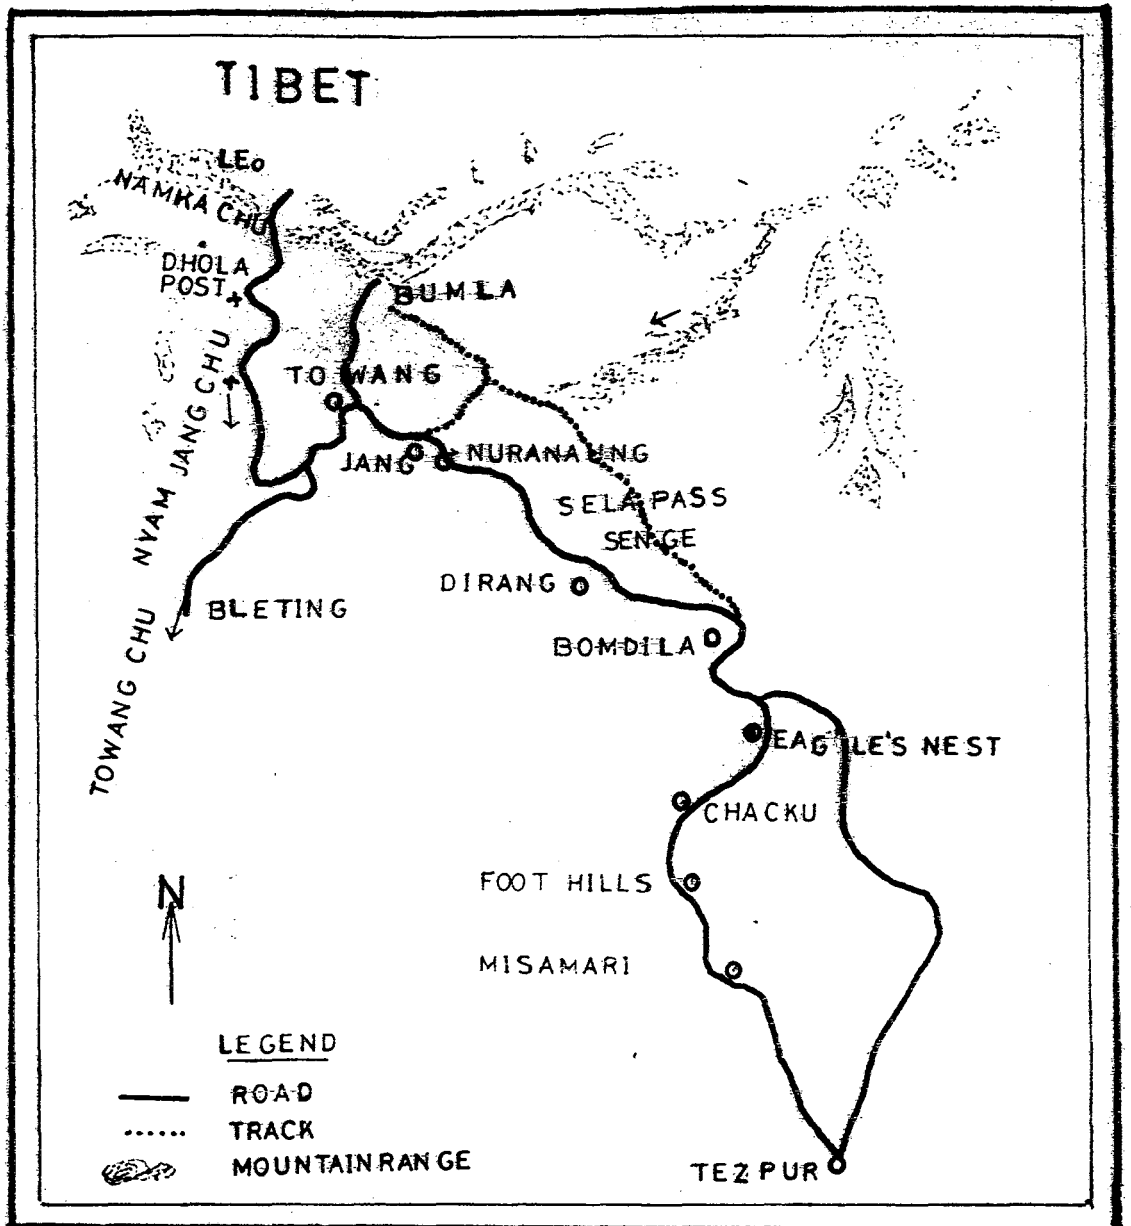 TIBET
LEO
NAMKA CHU
DHOLA
POST
BUMLA
NYAM JANG CHU
TOWANG
JANG
NURANAUNG
SELA PASS
SENGE
DIRANG
BLETING
BOMDILA
TOWANG CHU
EAGLE'S NEST
CHACKU
FOOT HILLS
N
MISAMARI
LEGEND
ROAD
TRACK
MOUNTAIN RANGE
TEZPUR